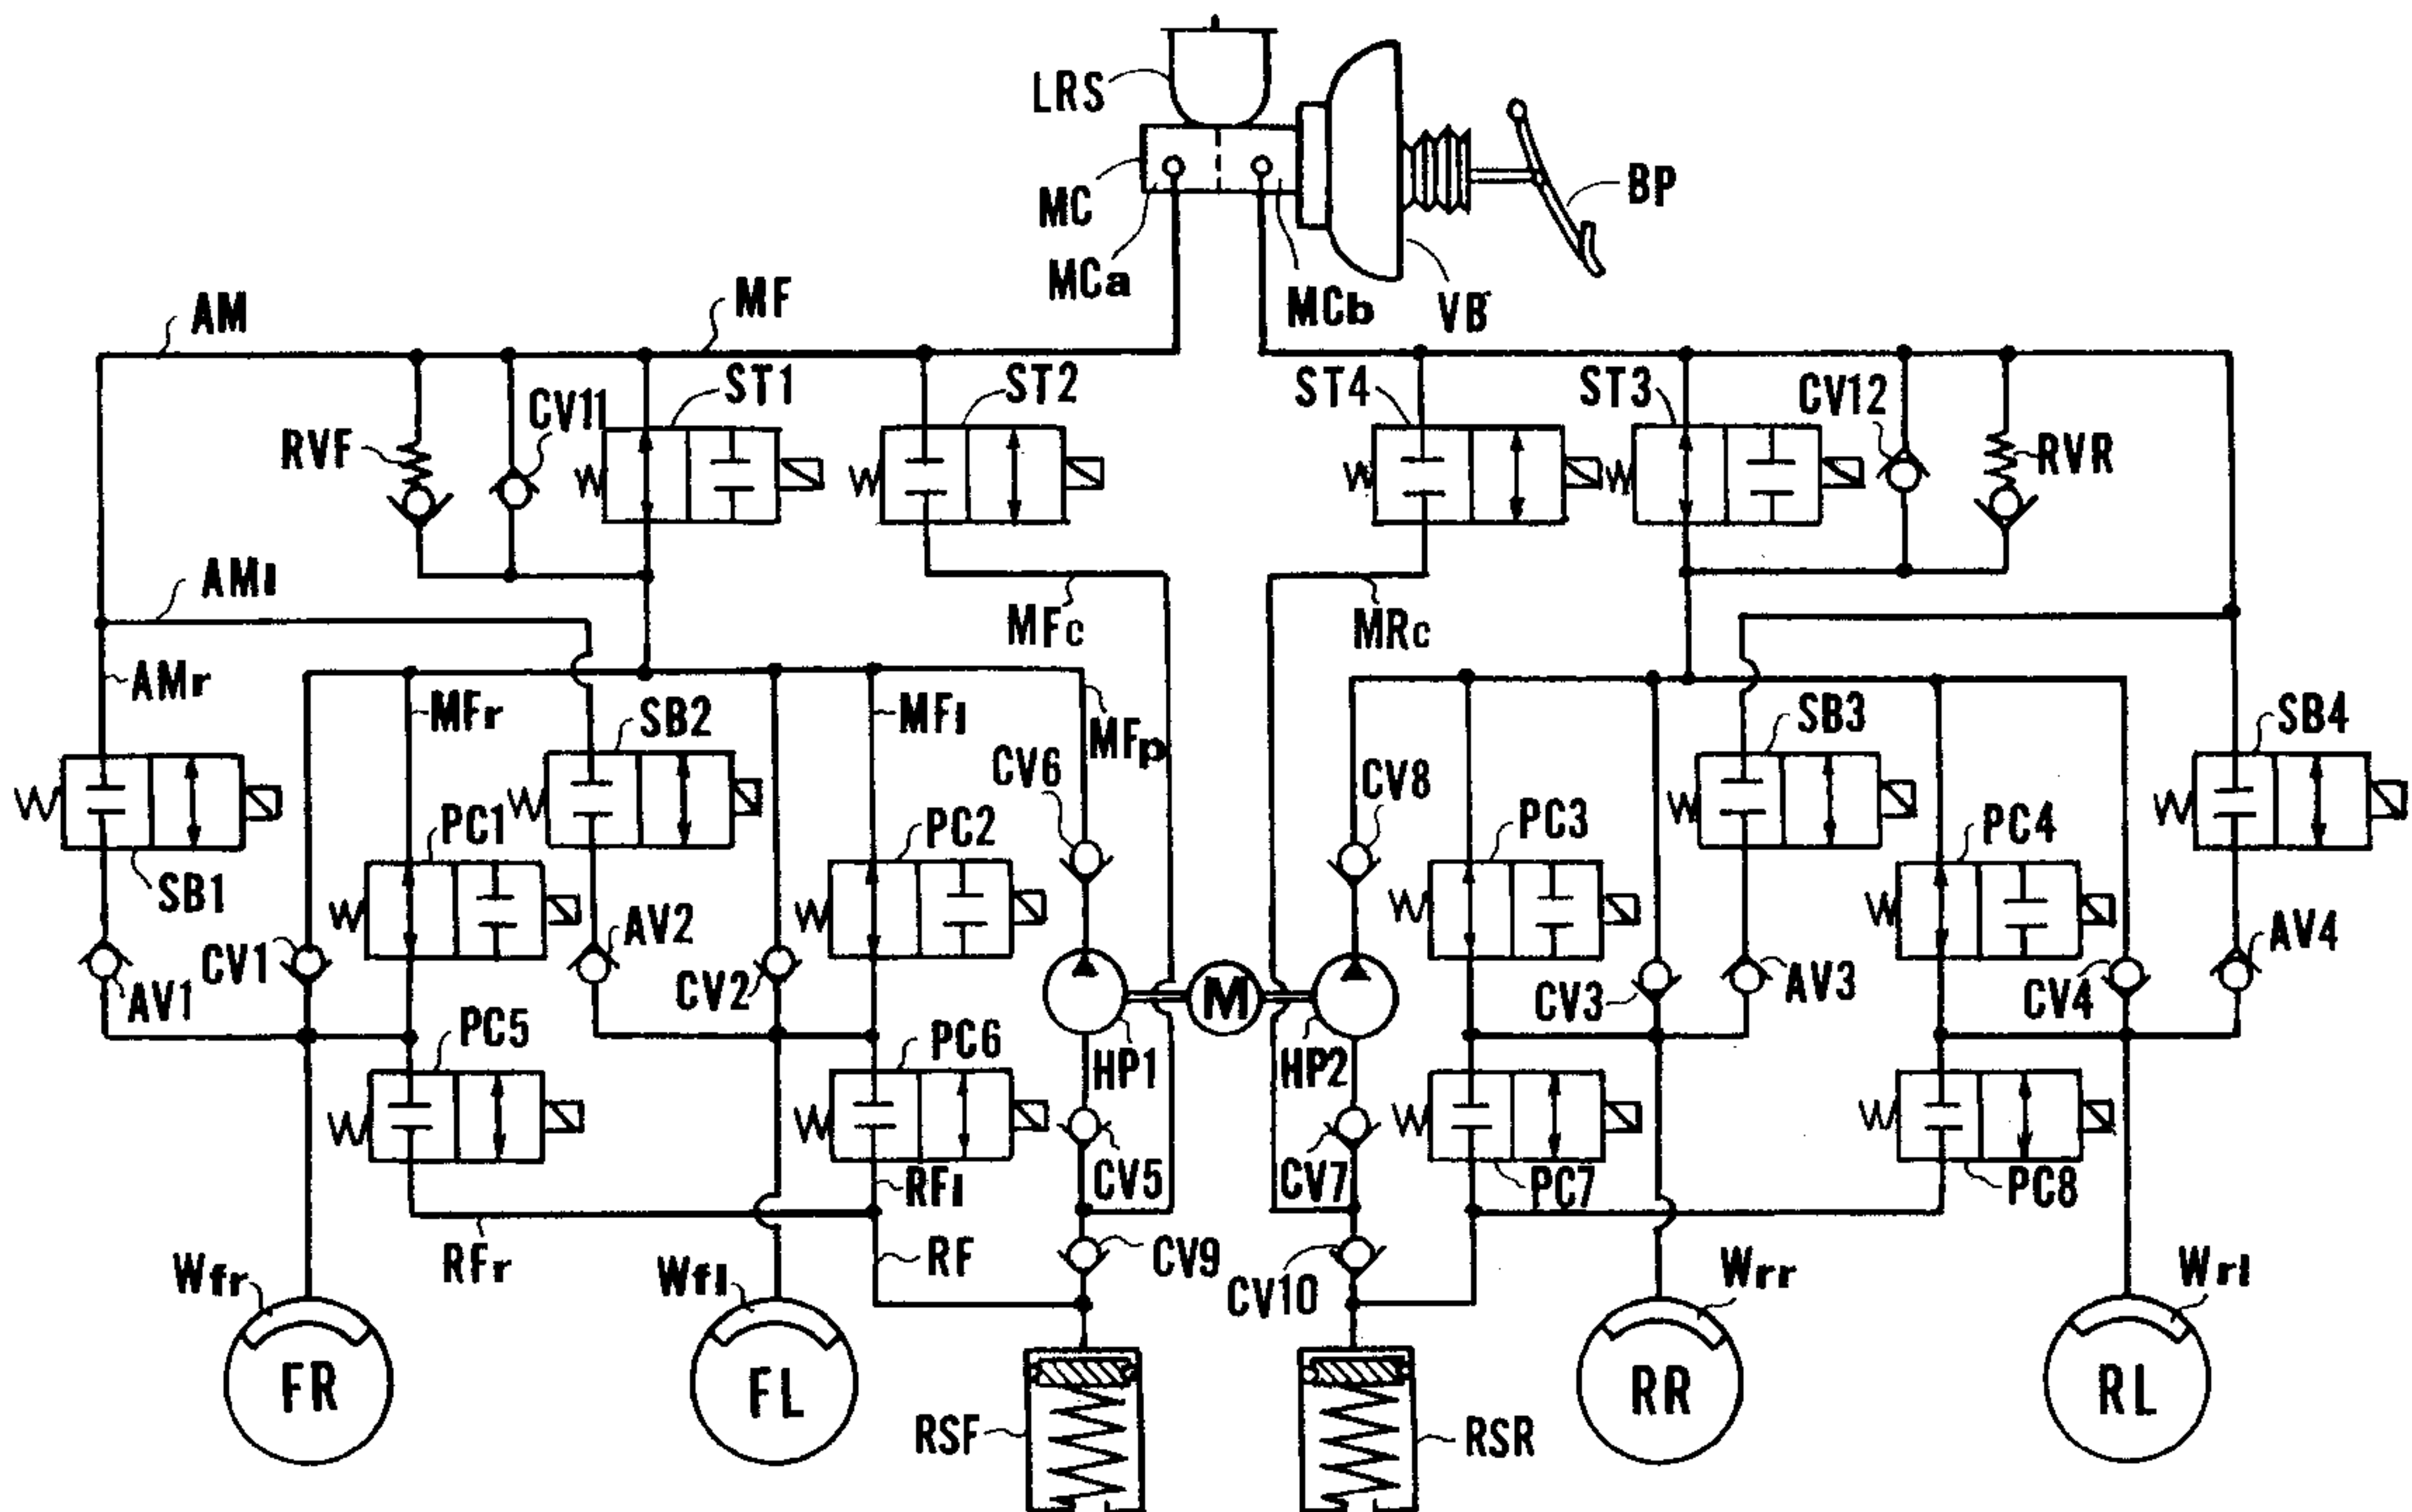 LRS
MC
BP
MCa
MCb
VB
AM
MF
ST1
ST2
ST4
ST3
CV12
CV11
RVF
RVR
AMl
MFc
MRc
AMr
MFr
SB2
MFl
MFp
SB3
SB4
CV6
CV8
PC1
PC2
PC3
PC4
SB1
CV1
AV2
AV1
CV2
M
CV3
AV3
CV4
AV4
PC5
PC6
HP1
HP2
CV5
CV7
RFl
PC7
PC8
RFr
RF
CV9
CV10
Wfr
Wfl
Wrr
Wrl
FR
FL
RR
RL
RSF
RSR